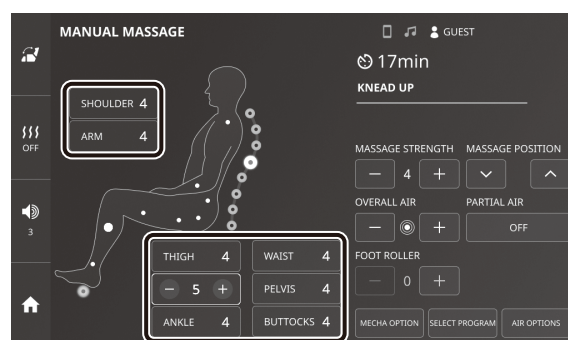 MANUAL MASSAGE
GUEST
17min
KNEAD UP
SHOULDER 4
ARM 4
OFF
3
MASSAGE STRENGTH
MASSAGE POSITION
— 4 +
OVERALL AIR
PARTIAL AIR
— +
OFF
FOOT ROLLER
— 0 +
THIGH 4
WAIST 4
— 5 +
PELVIS 4
ANKLE 4
BUTTOCKS 4
MECHA OPTION
SELECT PROGRAM
AIR OPTIONS